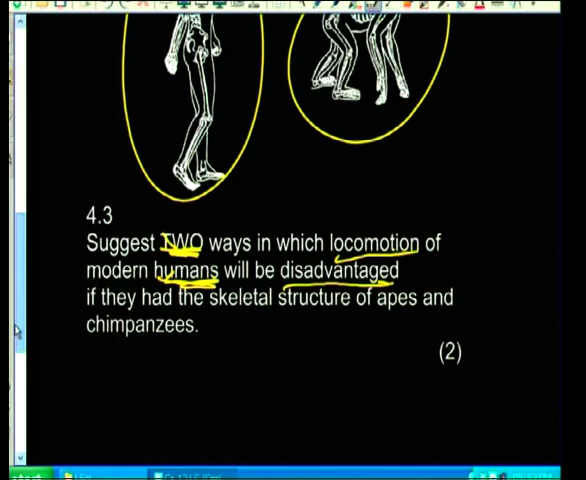 4.3
Suggest TWO ways in which locomotion of
modern humans will be disadvantaged
if they had the skeletal structure of apes and
chimpanzees.
(2)